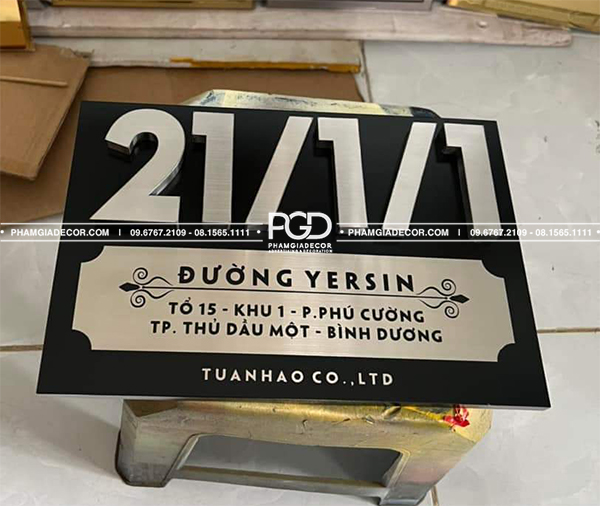 21/1/1
• PHAMGIADECOR.COM I 09.6767.2109 - 08.1565.1111 • PGD • PHAMGIADECOR.COM I 09.6767.2109 - 08.1565.1111 •
PHAMGIADECOR
ADVERTISING & DECORATION
ĐƯỜNG YERSIN
TỔ 15 - KHU 1 - P.PHÚ CƯỜNG
TP. THỦ DẦU MỘT - BÌNH DƯƠNG
TUANHAO CO.,LTD